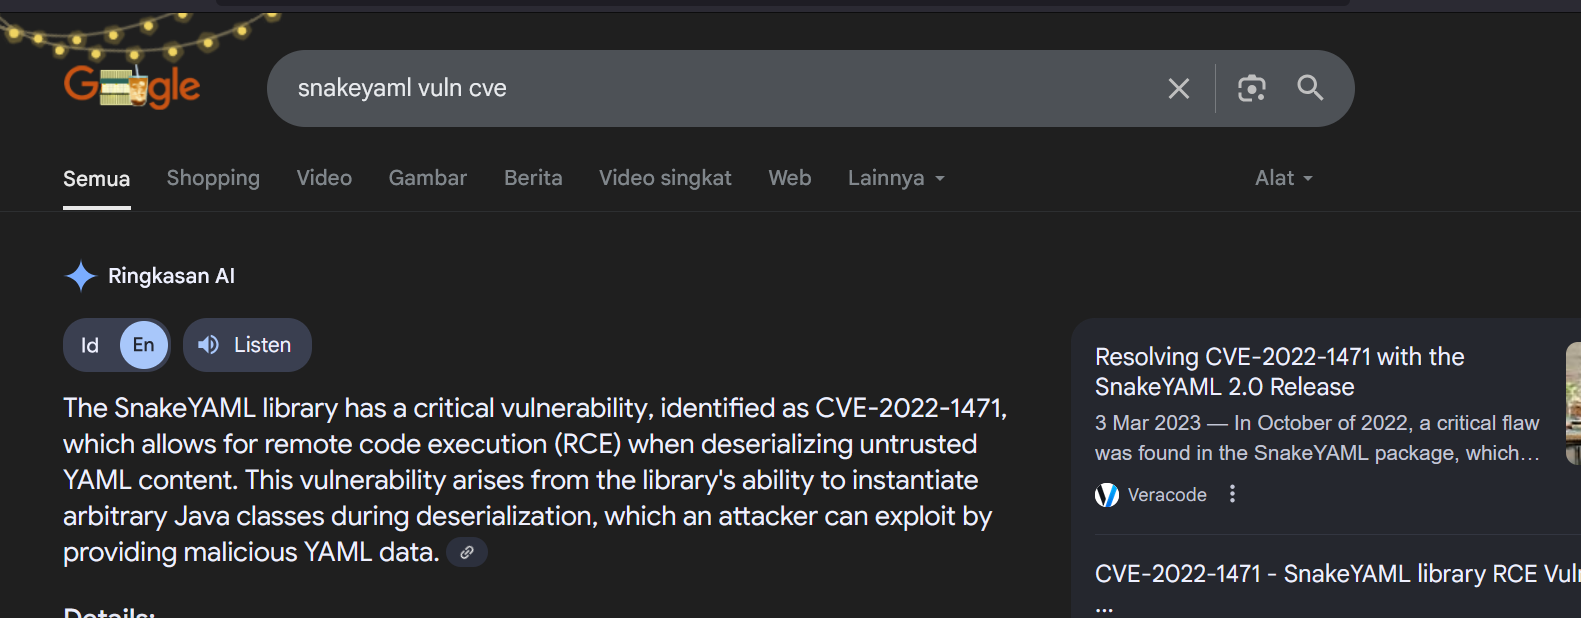 Google
snakeyaml vuln cve
Semua Shopping Video Gambar Berita Video singkat Web Lainnya Alat
Ringkasan AI
Id En Listen
The SnakeYAML library has a critical vulnerability, identified as CVE-2022-1471,
which allows for remote code execution (RCE) when deserializing untrusted
YAML content. This vulnerability arises from the library's ability to instantiate
arbitrary Java classes during deserialization, which an attacker can exploit by
providing malicious YAML data.
Details:
Resolving CVE-2022-1471 with the
SnakeYAML 2.0 Release
3 Mar 2023 — In October of 2022, a critical flaw
was found in the SnakeYAML package, which...
Veracode
CVE-2022-1471 - SnakeYAML library RCE Vul
...